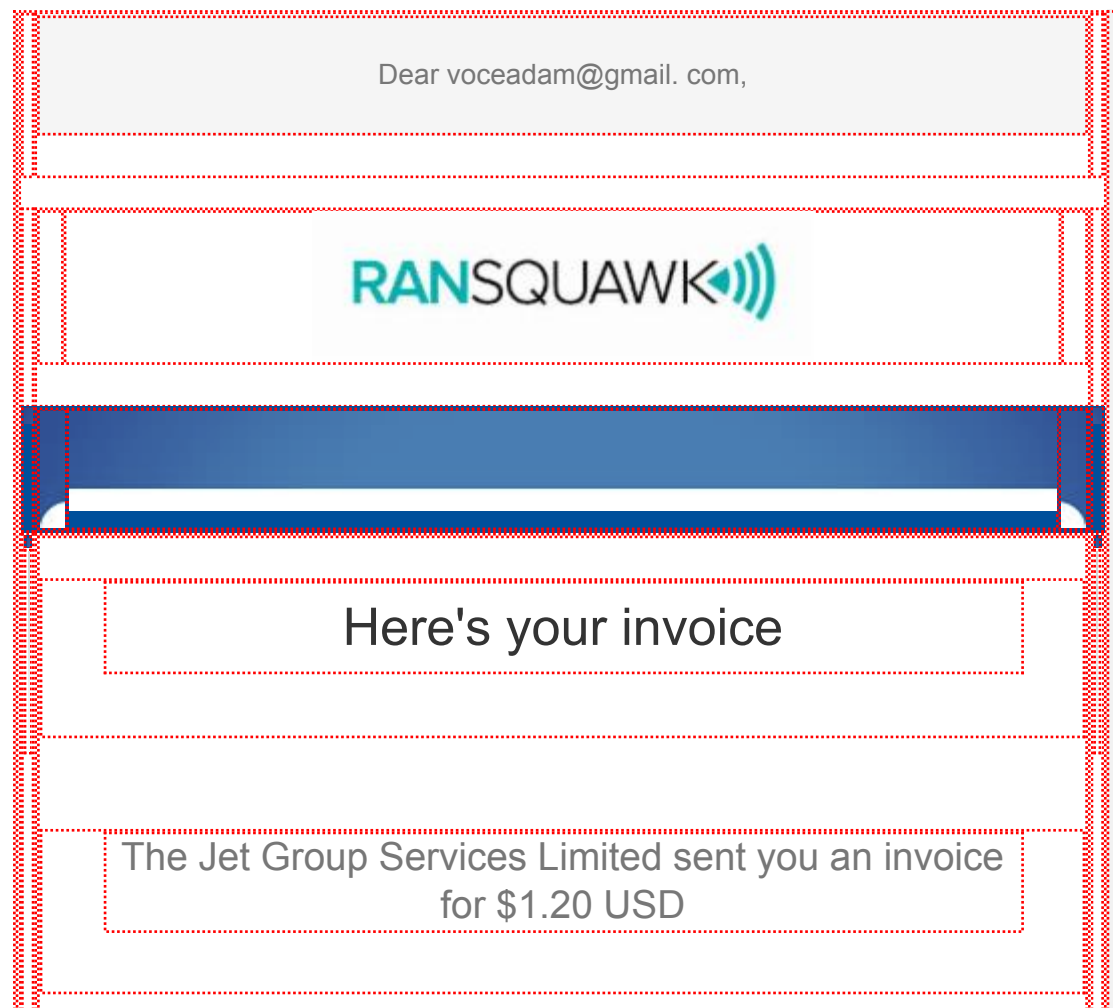 Dear voceadam@gmail. com,
RANSQUAWK
Here's your invoice
The Jet Group Services Limited sent you an invoice
for $1.20 USD